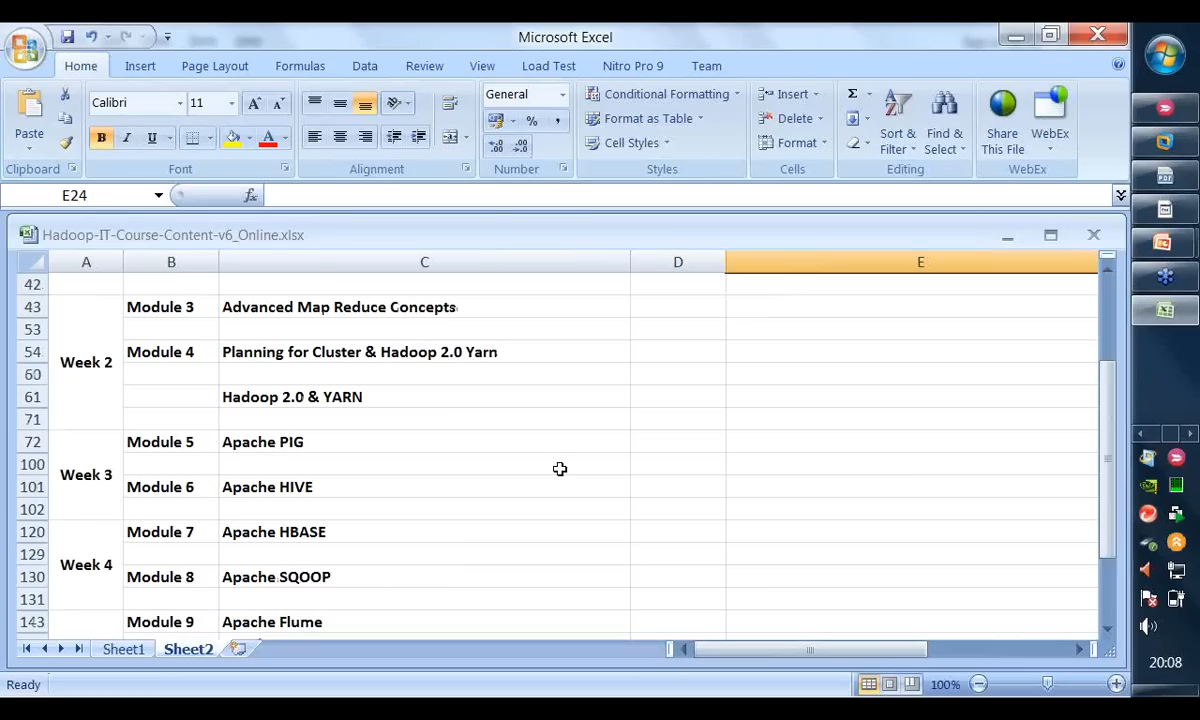 Microsoft Excel
Home Insert Page Layout Formulas Data Review View Load Test Nitro Pro 9 Team
Paste
Calibri 11
B I U
A A
General
% ,
Conditional Formatting
Format as Table
Cell Styles
Insert
Delete
Format
Σ
Sort & Filter
Find & Select
Share This File
WebEx
Clipboard Font Alignment Number Styles Cells Editing WebEx
E24 fx
Hadoop-IT-Course-Content-v6_Online.xlsx
A B C D E
42
43 Module 3 Advanced Map Reduce Concepts
53
54 Module 4 Planning for Cluster & Hadoop 2.0 Yarn
Week 2
60
61 Hadoop 2.0 & YARN
71
72 Module 5 Apache PIG
100
Week 3
101 Module 6 Apache HIVE
102
120 Module 7 Apache HBASE
129
Week 4
130 Module 8 Apache SQOOP
131
143 Module 9 Apache Flume
Sheet1 Sheet2
Ready 100%
20:08